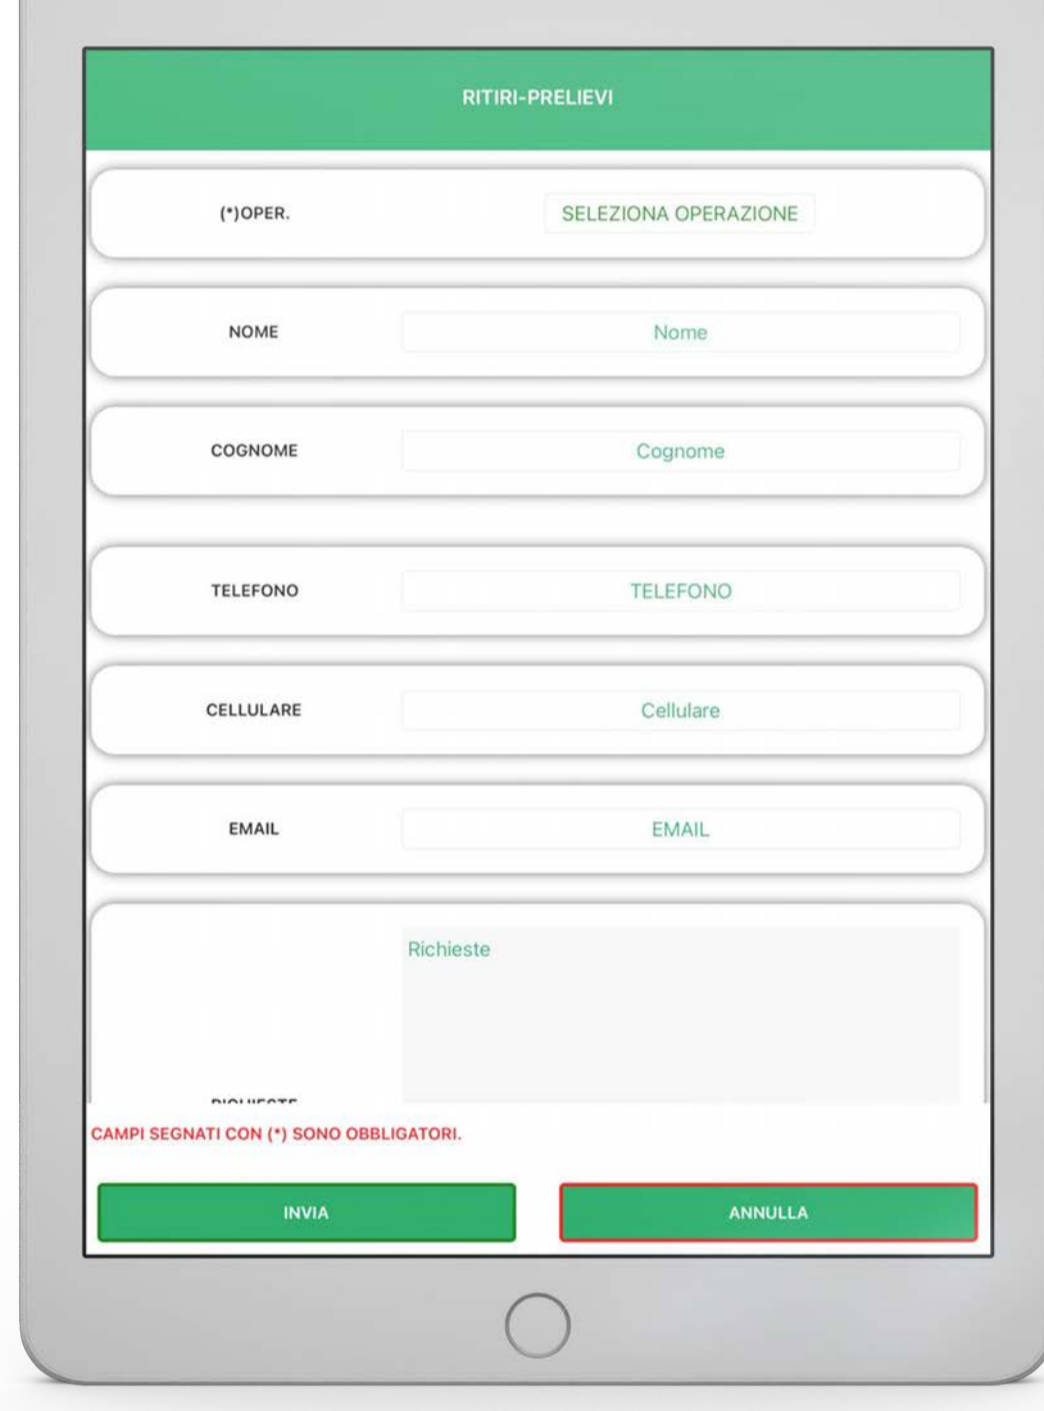 RITIRI-PRELIEVI
(*)OPER. SELEZIONA OPERAZIONE
NOME Nome
COGNOME Cognome
TELEFONO TELEFONO
CELLULARE Cellulare
EMAIL EMAIL
Richieste
RICHIESTE
CAMPI SEGNATI CON (*) SONO OBBLIGATORI.
INVIA ANNULLA